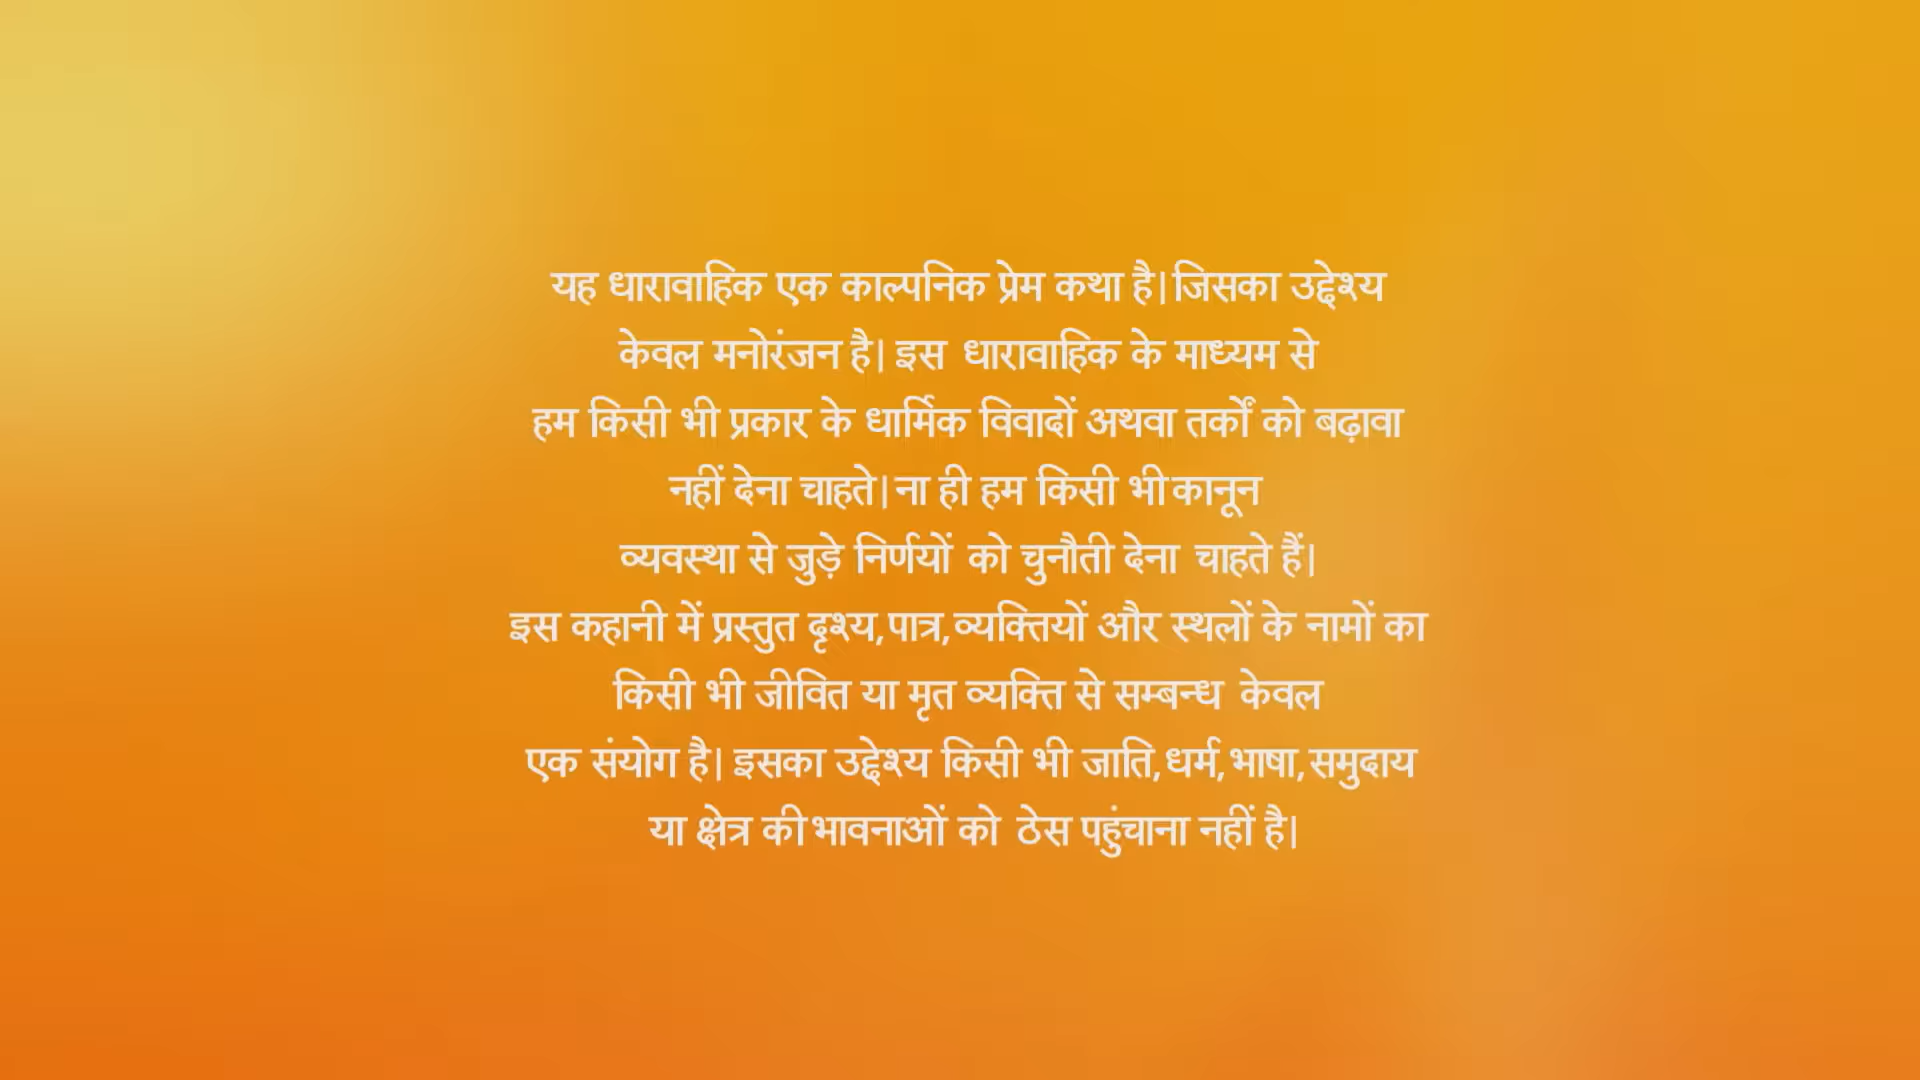 यह धारावाहिक एक काल्पनिक प्रेम कथा है|जिसका उद्देश्य
केवल मनोरंजन है| इस धारावाहिक के माध्यम से
हम किसी भी प्रकार के धार्मिक विवादों अथवा तर्कों को बढ़ावा
नहीं देना चाहते|ना ही हम किसी भी कानून
व्यवस्था से जुड़े निर्णयों को चुनौती देना चाहते हैं|
इस कहानी में प्रस्तुत दृश्य,पात्र,व्यक्तियों और स्थलों के नामों का
किसी भी जीवित या मृत व्यक्ति से सम्बन्ध केवल
एक संयोग है| इसका उद्देश्य किसी भी जाति,धर्म,भाषा,समुदाय
या क्षेत्र की भावनाओं को ठेस पहुंचाना नहीं है|